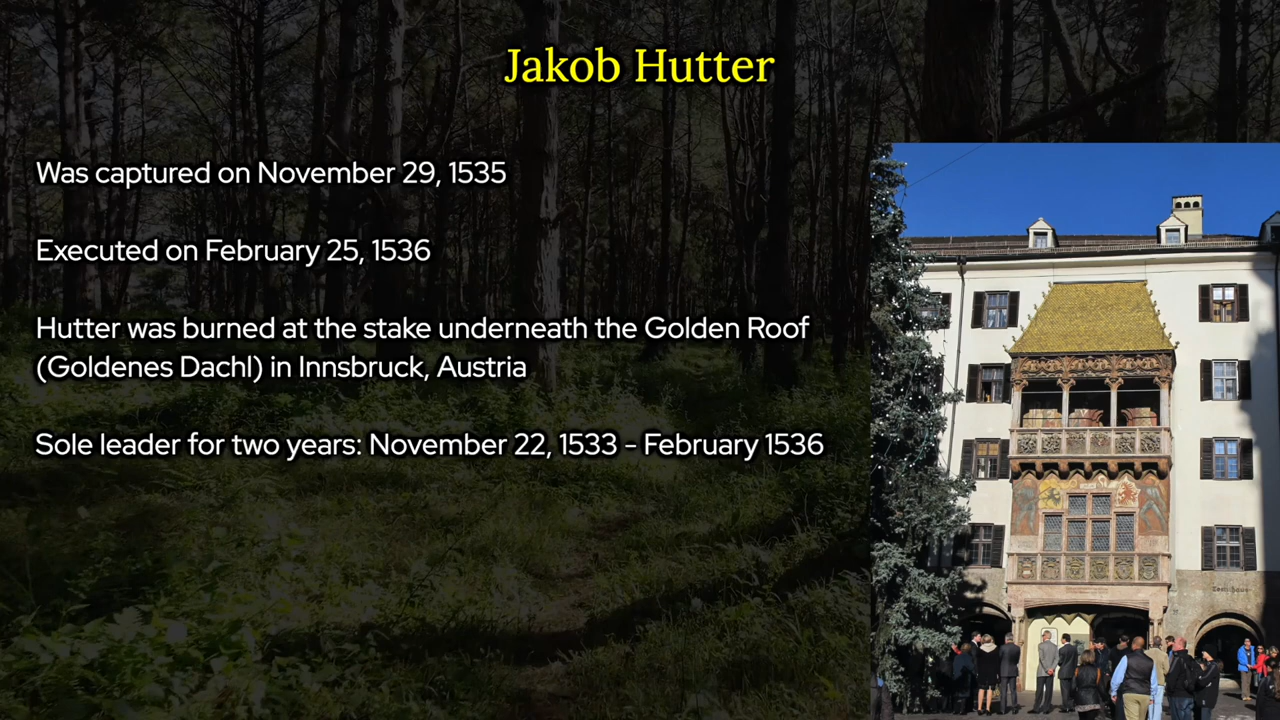 Jakob Hutter
Was captured on November 29, 1535
Executed on February 25, 1536
Hutter was burned at the stake underneath the Golden Roof
(Goldenes Dachl) in Innsbruck, Austria
Sole leader for two years: November 22, 1533 - February 1536